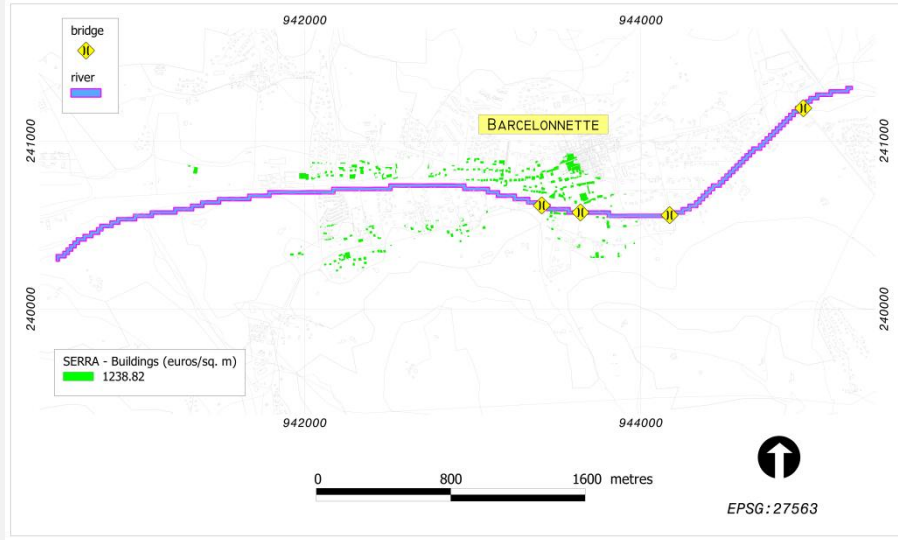 942000
944000
bridge
river
241000
241000
BARCELONNETTE
240000
240000
SERRA - Buildings (euros/sq. m)
1238.82
942000
944000
0 800 1600 metres
EPSG:27563